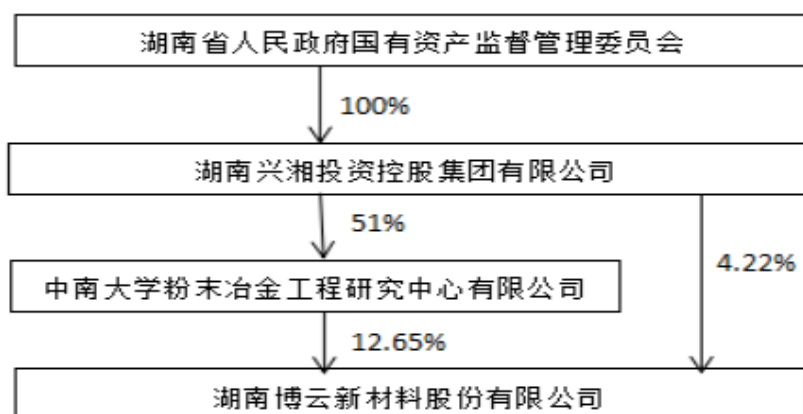 湖南省人民政府国有资产监督管理委员会
100%
湖南兴湘投资控股集团有限公司
51%
4.22%
中南大学粉末冶金工程研究中心有限公司
12.65%
湖南博云新材料股份有限公司